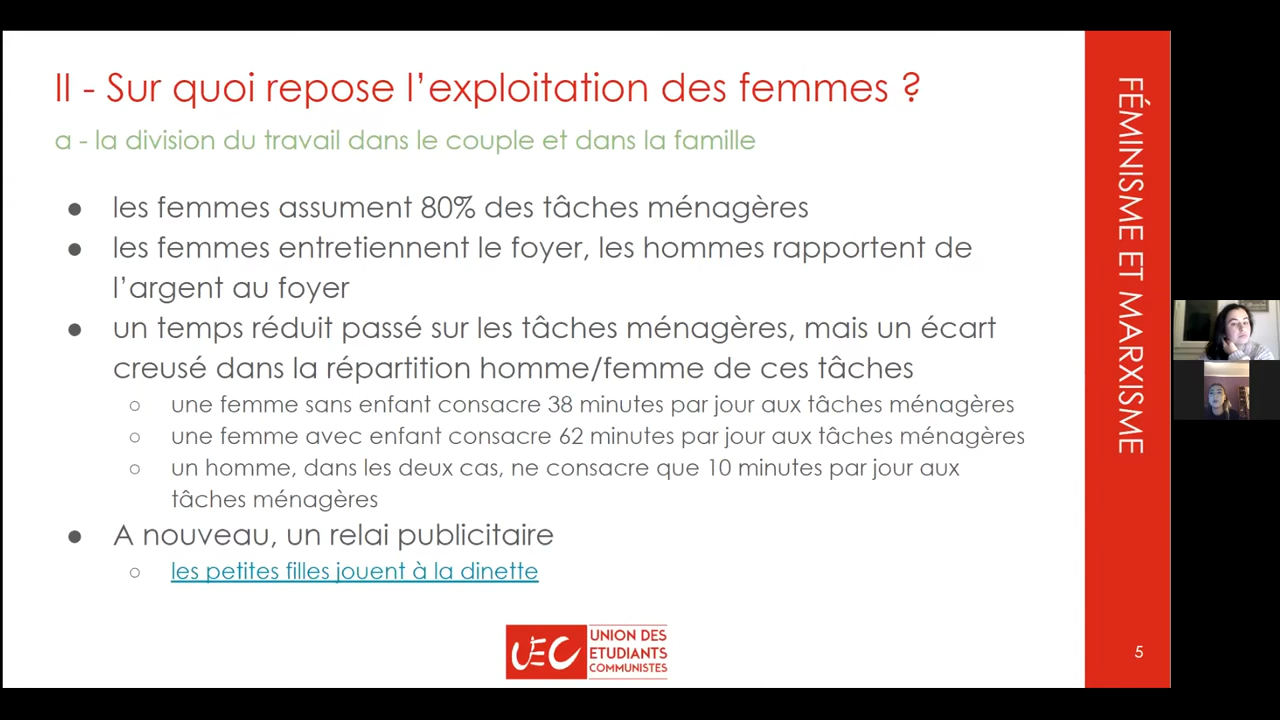 II - Sur quoi repose l’exploitation des femmes ?
a - la division du travail dans le couple et dans la famille
● les femmes assument 80% des tâches ménagères
● les femmes entretiennent le foyer, les hommes rapportent de
l’argent au foyer
● un temps réduit passé sur les tâches ménagères, mais un écart
creusé dans la répartition homme/femme de ces tâches
○ une femme sans enfant consacre 38 minutes par jour aux tâches ménagères
○ une femme avec enfant consacre 62 minutes par jour aux tâches ménagères
○ un homme, dans les deux cas, ne consacre que 10 minutes par jour aux
tâches ménagères
● A nouveau, un relai publicitaire
○ les petites filles jouent à la dinette
UEC
UNION DES
ETUDIANTS
COMMUNISTES
FÉMINISME ET MARXISME
5